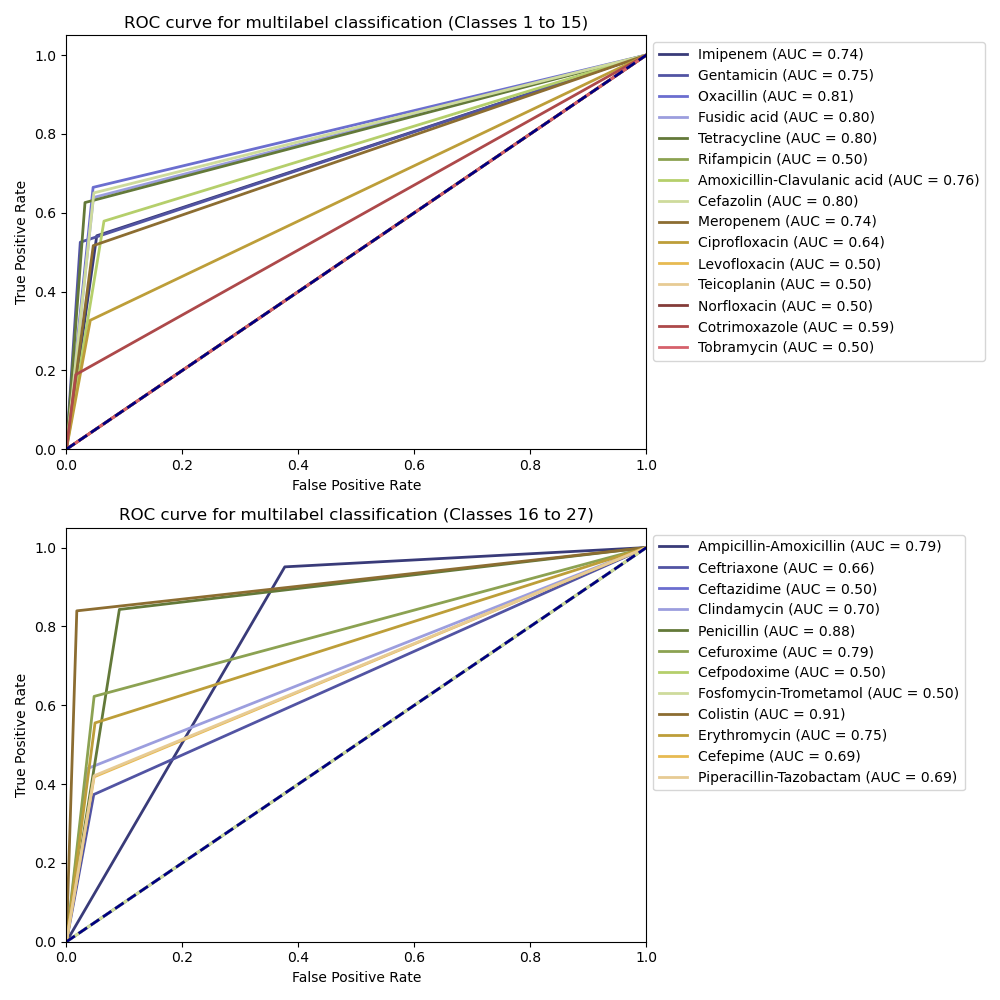 ROC curve for multilabel classification (Classes 1 to 15)
1.0
0.8
0.6
0.4
0.2
0.0
True Positive Rate
0.0 0.2 0.4 0.6 0.8 1.0
False Positive Rate
Imipenem (AUC = 0.74)
Gentamicin (AUC = 0.75)
Oxacillin (AUC = 0.81)
Fusidic acid (AUC = 0.80)
Tetracycline (AUC = 0.80)
Rifampicin (AUC = 0.50)
Amoxicillin-Clavulanic acid (AUC = 0.76)
Cefazolin (AUC = 0.80)
Meropenem (AUC = 0.74)
Ciprofloxacin (AUC = 0.64)
Levofloxacin (AUC = 0.50)
Teicoplanin (AUC = 0.50)
Norfloxacin (AUC = 0.50)
Cotrimoxazole (AUC = 0.59)
Tobramycin (AUC = 0.50)
ROC curve for multilabel classification (Classes 16 to 27)
1.0
0.8
0.6
0.4
0.2
0.0
True Positive Rate
0.0 0.2 0.4 0.6 0.8 1.0
False Positive Rate
Ampicillin-Amoxicillin (AUC = 0.79)
Ceftriaxone (AUC = 0.66)
Ceftazidime (AUC = 0.50)
Clindamycin (AUC = 0.70)
Penicillin (AUC = 0.88)
Cefuroxime (AUC = 0.79)
Cefpodoxime (AUC = 0.50)
Fosfomycin-Trometamol (AUC = 0.50)
Colistin (AUC = 0.91)
Erythromycin (AUC = 0.75)
Cefepime (AUC = 0.69)
Piperacillin-Tazobactam (AUC = 0.69)